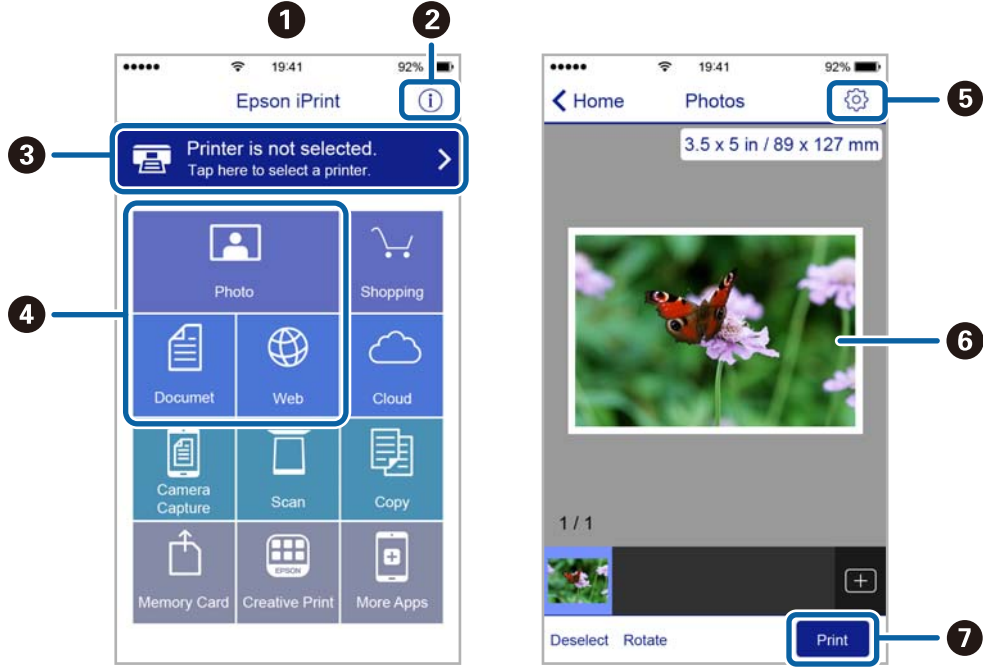 1
2
19:41
92%
Epson iPrint
3
Printer is not selected.
Tap here to select a printer.
4
Photo
Shopping
Documet
Web
Cloud
Camera
Capture
Scan
Copy
EPSON
Memory Card
Creative Print
More Apps
19:41
92%
Home
Photos
5
3.5 x 5 in / 89 x 127 mm
6
1 / 1
Deselect
Rotate
Print
7